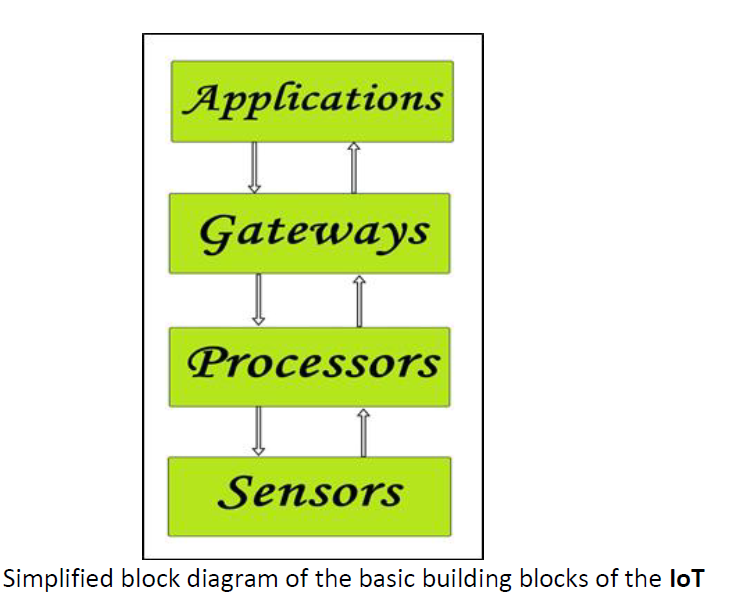 Applications
Gateways
Processors
Sensors
Simplified block diagram of the basic building blocks of the IoT